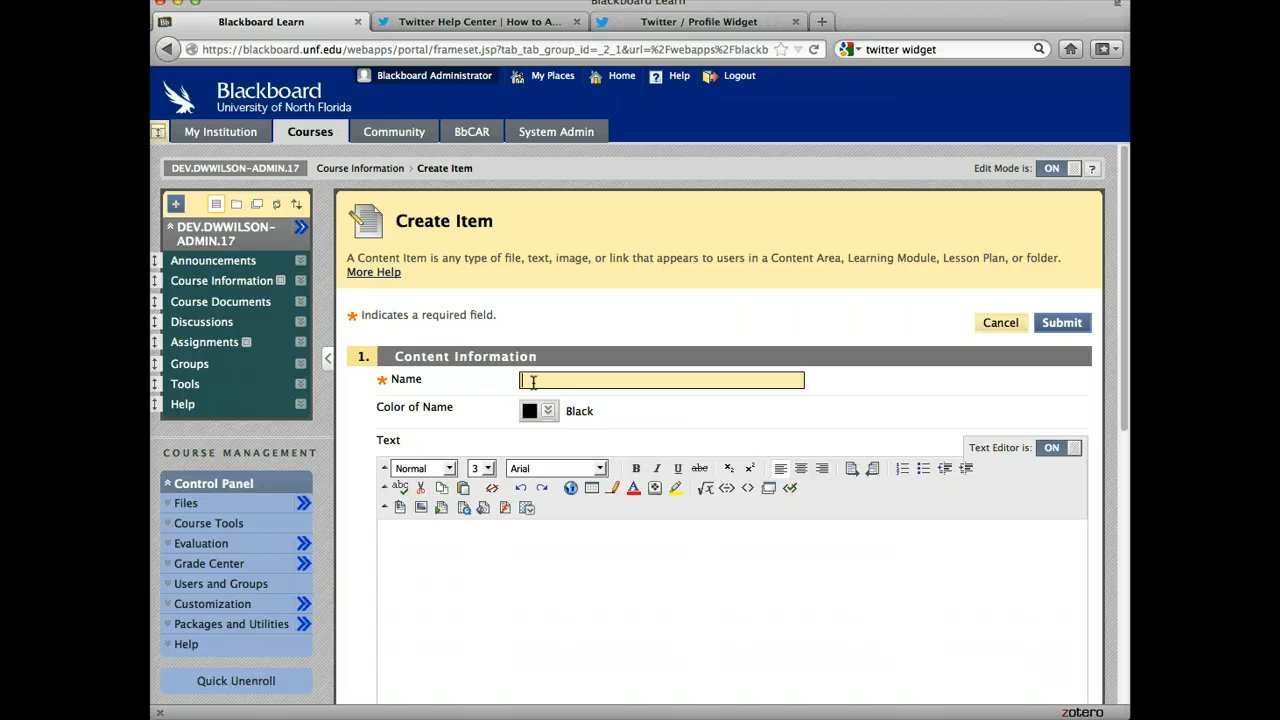 Blackboard Learn
Blackboard Learn
Twitter Help Center | How to A...
Twitter / Profile Widget
https://blackboard.unf.edu/webapps/portal/frameset.jsp?tab_tab_group_id=_2_1&url=%2Fwebapps%2Fblackb
twitter widget
Blackboard Administrator
My Places
Home
Help
Logout
Blackboard
University of North Florida
My Institution
Courses
Community
BbCAR
System Admin
DEV.DWWILSON-ADMIN.17
Course Information > Create Item
Edit Mode is: ON ?
DEV.DWWILSON-
ADMIN.17
Announcements
Course Information
Course Documents
Discussions
Assignments
Groups
Tools
Help
COURSE MANAGEMENT
Control Panel
Files
Course Tools
Evaluation
Grade Center
Users and Groups
Customization
Packages and Utilities
Help
Quick Unenroll
Create Item
A Content Item is any type of file, text, image, or link that appears to users in a Content Area, Learning Module, Lesson Plan, or folder.
More Help
* Indicates a required field.
Cancel
Submit
1. Content Information
* Name
Color of Name
Black
Text
Text Editor is: ON
Normal
3
Arial
B I U abc
zotero